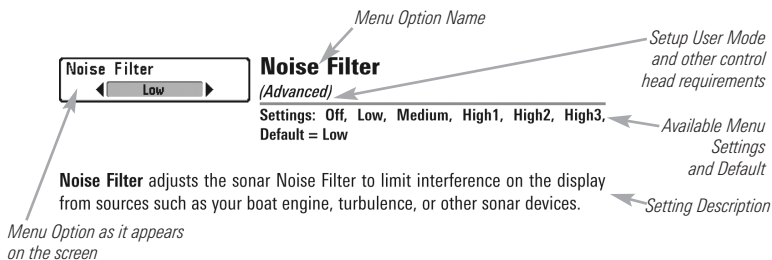 Menu Option Name
Setup User Mode
and other control
head requirements
Noise Filter
Low
Noise Filter
(Advanced)
Settings: Off, Low, Medium, High1, High2, High3,
Default = Low
Available Menu
Settings
and Default
Noise Filter adjusts the sonar Noise Filter to limit interference on the display
from sources such as your boat engine, turbulence, or other sonar devices.
Setting Description
Menu Option as it appears
on the screen